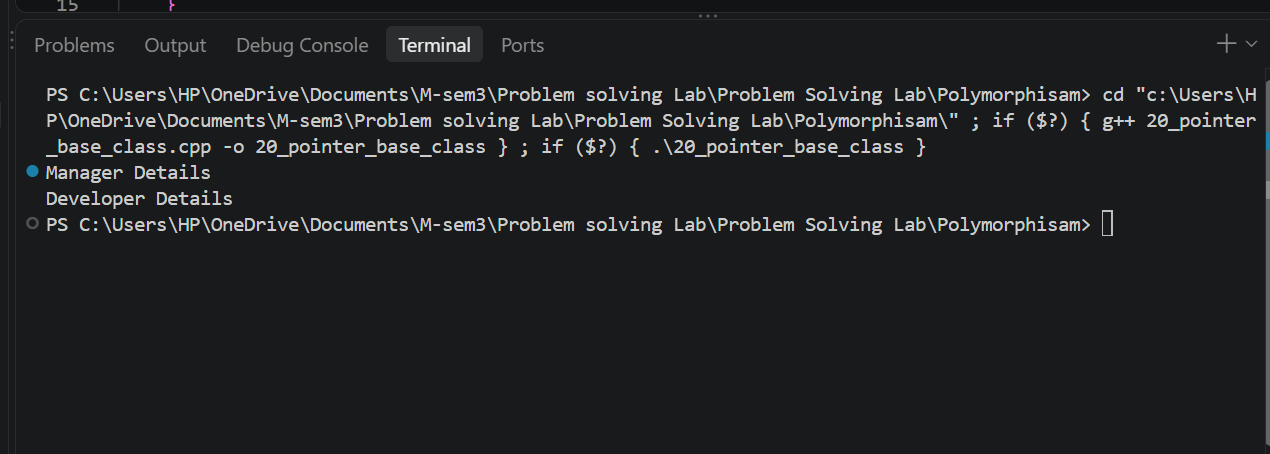 15 }
Problems Output Debug Console Terminal Ports
PS C:\Users\HP\OneDrive\Documents\M-sem3\Problem solving Lab\Problem Solving Lab\Polymorphisam> cd "c:\Users\H
P\OneDrive\Documents\M-sem3\Problem solving Lab\Problem Solving Lab\Polymorphisam\" ; if ($?) { g++ 20_pointer
_base_class.cpp -o 20_pointer_base_class } ; if ($?) { .\20_pointer_base_class }
Manager Details
Developer Details
PS C:\Users\HP\OneDrive\Documents\M-sem3\Problem solving Lab\Problem Solving Lab\Polymorphisam>